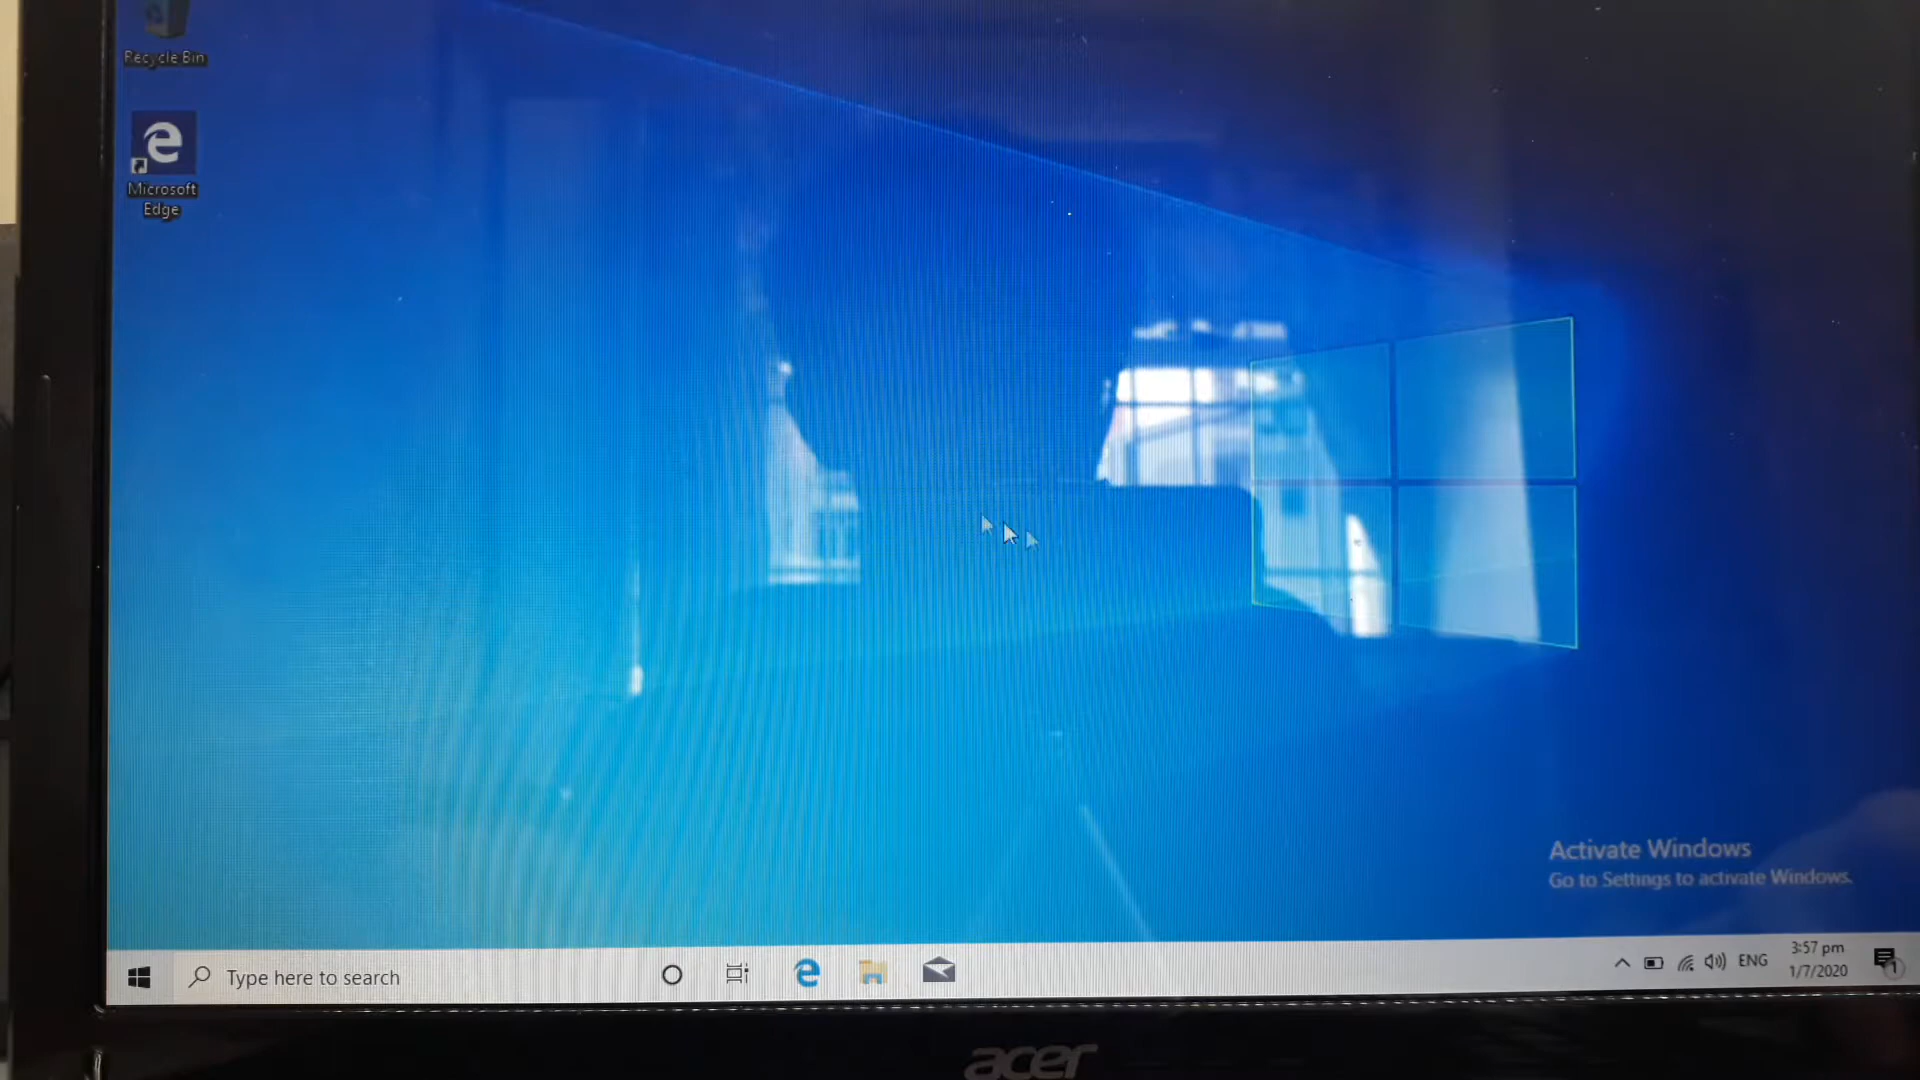 Recycle Bin
Microsoft
Edge
Activate Windows
Go to Settings to activate Windows.
Type here to search
ENG
3:57 pm
1/7/2020
1
acer